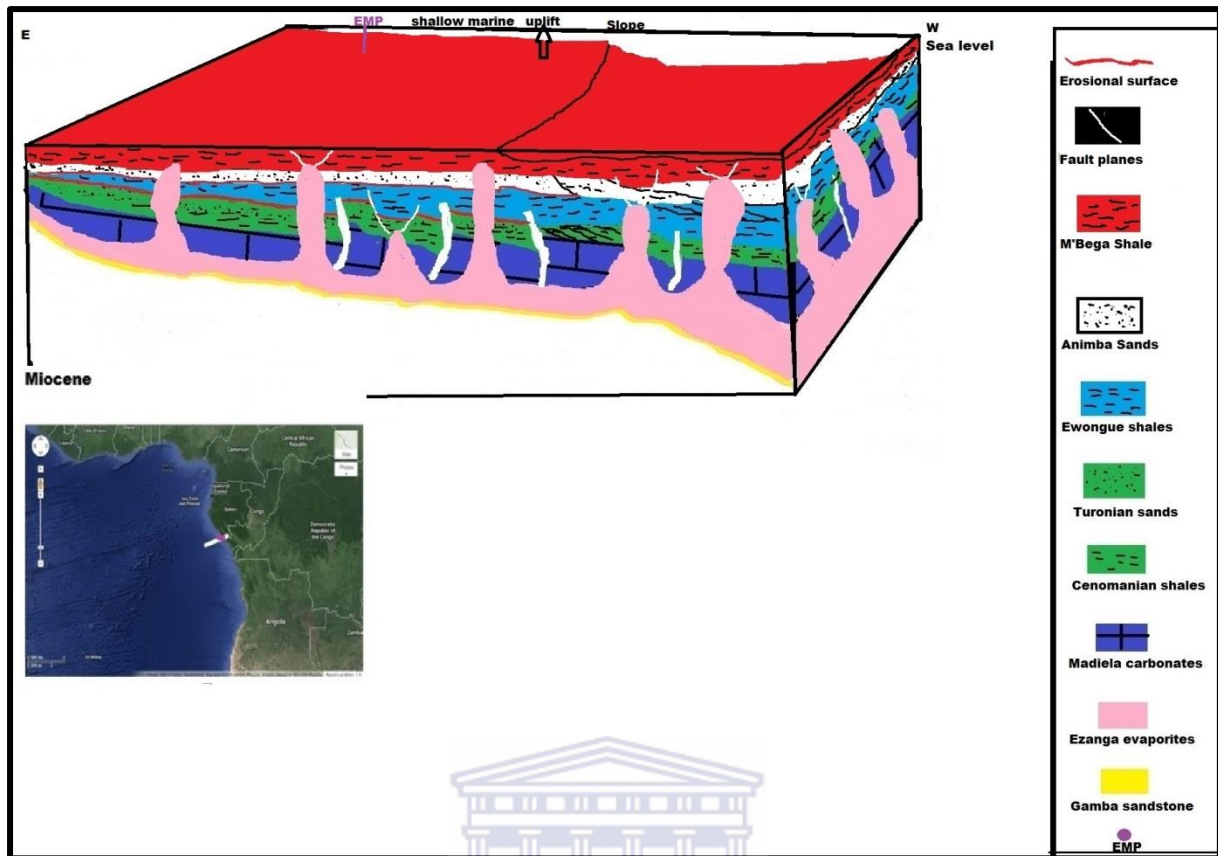 EMP shallow marine uplift Slope
E
W
Sea level
Miocene
Erosional surface
Fault planes
M'Bega Shale
Animba Sands
Ewongue shales
Turonian sands
Cenomanian shales
Madiela carbonates
Ezanga evaporites
Gamba sandstone
EMP
Cameroon
Central African
Republic
Gabon
Congo
Democratic
Republic of
the Congo
Angola